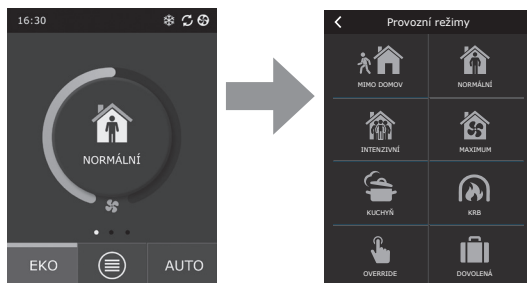 16:30
NORMÁLNÍ
EKO
AUTO
Provozní režimy
MIMO DOMOV
NORMÁLNÍ
INTENZIVNÍ
MAXIMUM
KUCHYŇ
KRB
OVERRIDE
DOVOLENÁ